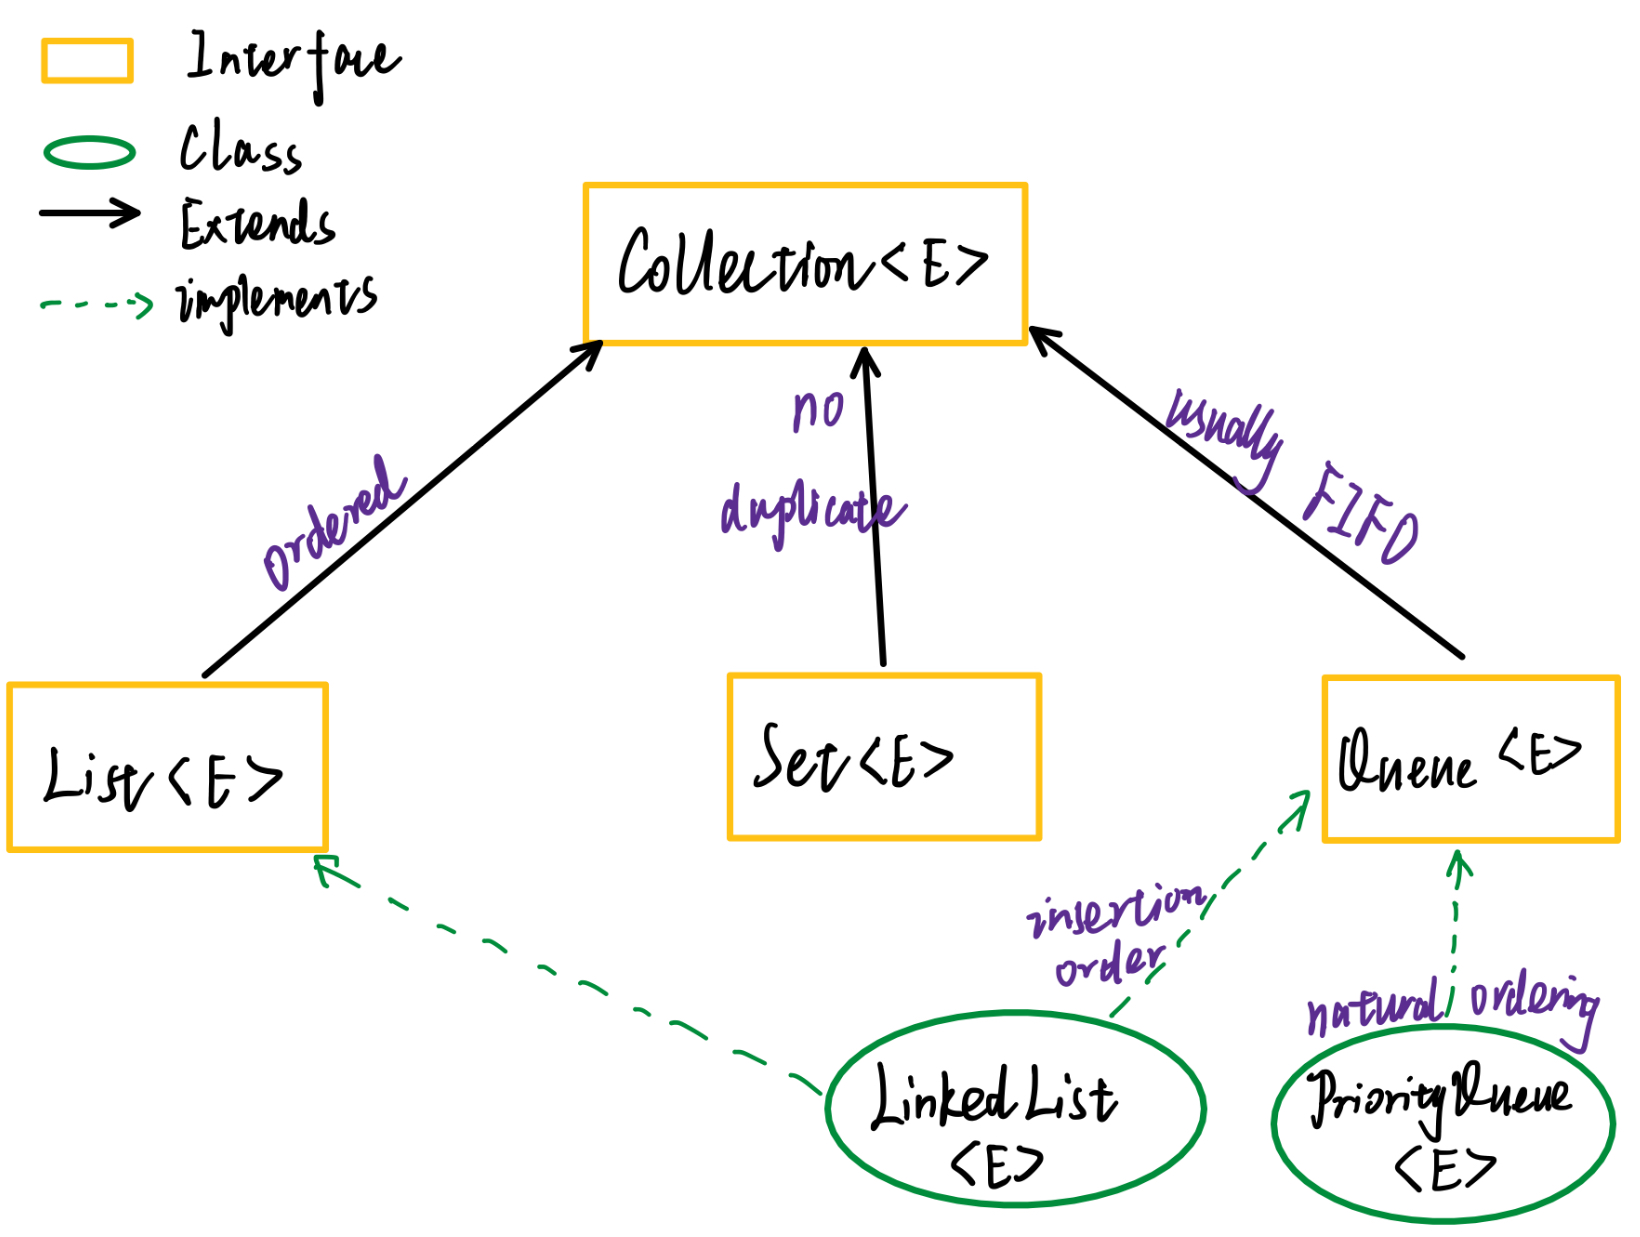 Interface
Class
Extends
implements
Collection<E>
no
duplicate
usually FIFO
ordered
List<E>
Set<E>
Queue <E>
insertion
order
natural ordering
LinkedList
<E>
PriorityQueue
<E>